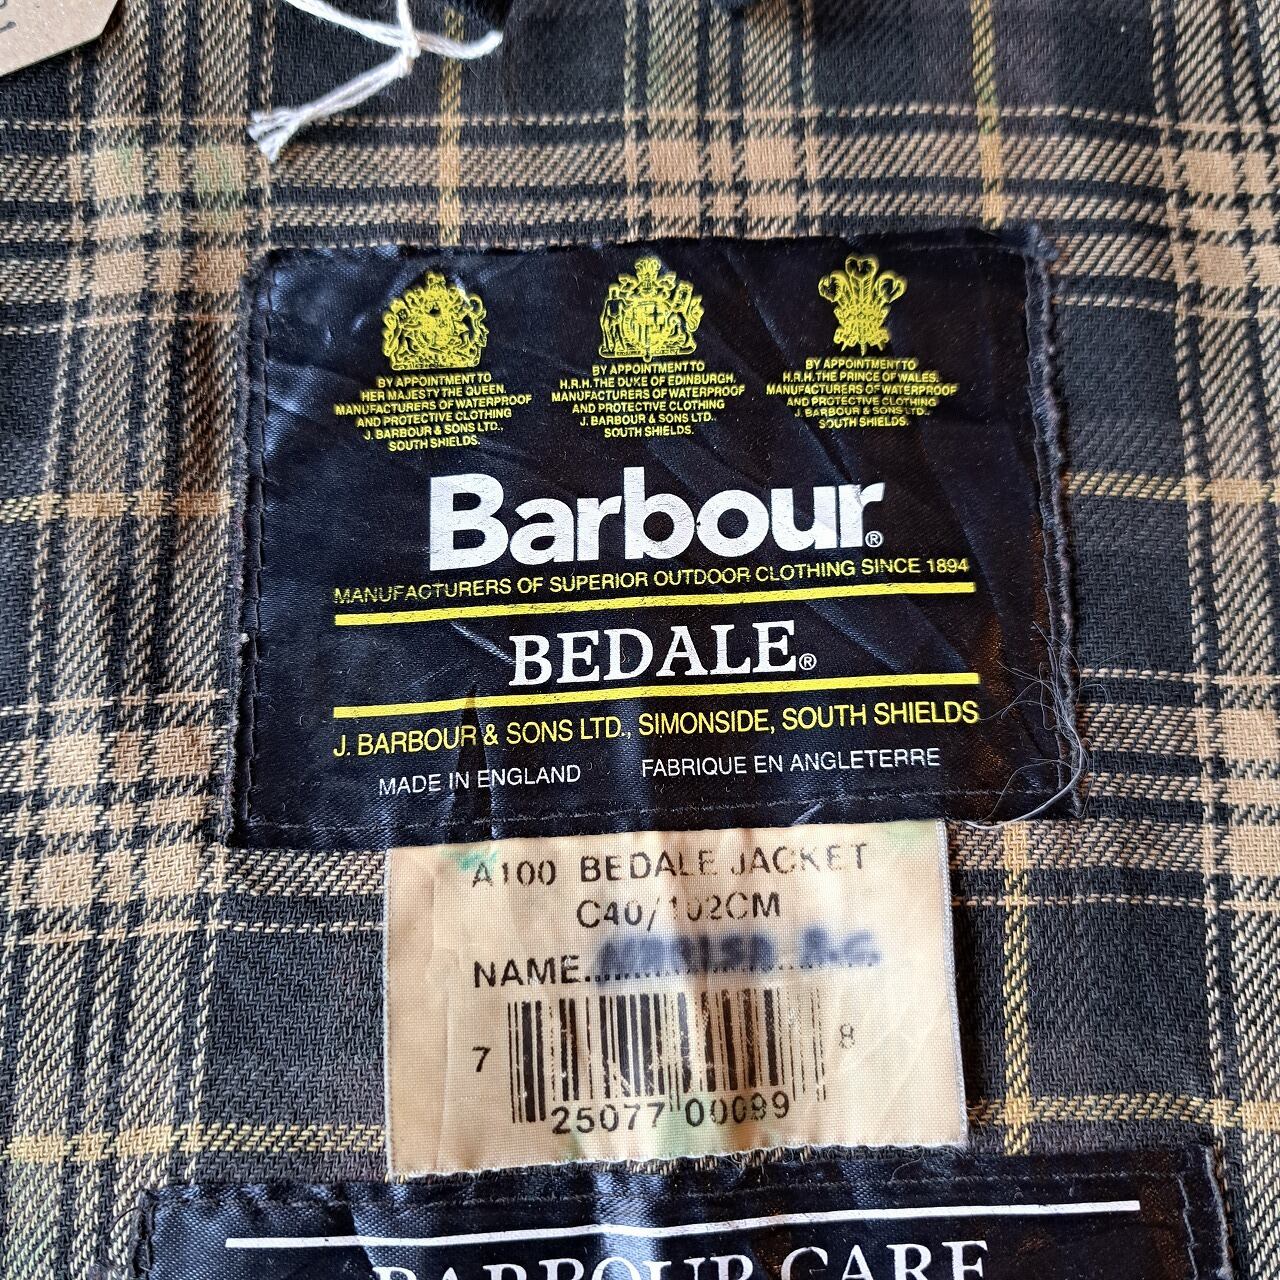 BY APPOINTMENT TO
HER MAJESTY THE QUEEN.
MANUFACTURERS OF WATERPROOF
AND PROTECTIVE CLOTHING
J. BARBOUR & SONS LTD.,
SOUTH SHIELDS.
BY APPOINTMENT TO
H.R.H. THE DUKE OF EDINBURGH.
MANUFACTURERS OF WATERPROOF
AND PROTECTIVE CLOTHING
J. BARBOUR & SONS LTD.,
SOUTH SHIELDS.
BY APPOINTMENT TO
H.R.H. THE PRINCE OF WALES.
MANUFACTURERS OF WATERPROOF
AND PROTECTIVE CLOTHING
J. BARBOUR & SONS LTD.,
SOUTH SHIELDS.
Barbour®
MANUFACTURERS OF SUPERIOR OUTDOOR CLOTHING SINCE 1894
BEDALE®
J. BARBOUR & SONS LTD., SIMONSIDE, SOUTH SHIELDS
MADE IN ENGLAND FABRIQUE EN ANGLETERRE
A100 BEDALE JACKET
C40/102CM
NAME
7 25077 00099 8
BARBOUR CARE